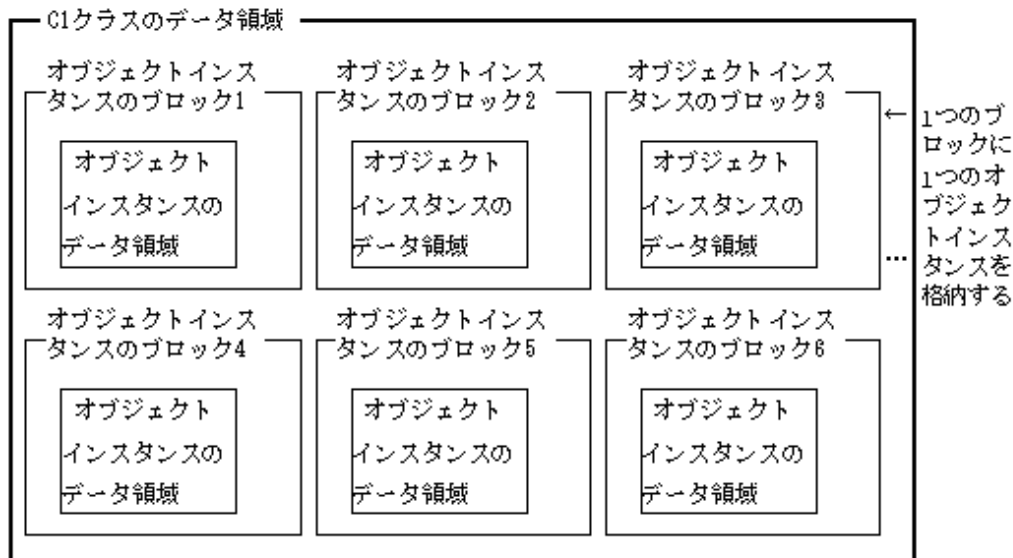 C1クラスのデータ領域
オブジェクトインス
タンスのブロック1
オブジェクト
インスタンスの
データ領域
オブジェクトインス
タンスのブロック2
オブジェクト
インスタンスの
データ領域
オブジェクトインス
タンスのブロック3
オブジェクト
インスタンスの
データ領域
← 1つのブ
ロックに
1つのオ
ブジェク
トインス
タンスを
格納する
…
オブジェクトインス
タンスのブロック4
オブジェクト
インスタンスの
データ領域
オブジェクトインス
タンスのブロック5
オブジェクト
インスタンスの
データ領域
オブジェクトインス
タンスのブロック6
オブジェクト
インスタンスの
データ領域